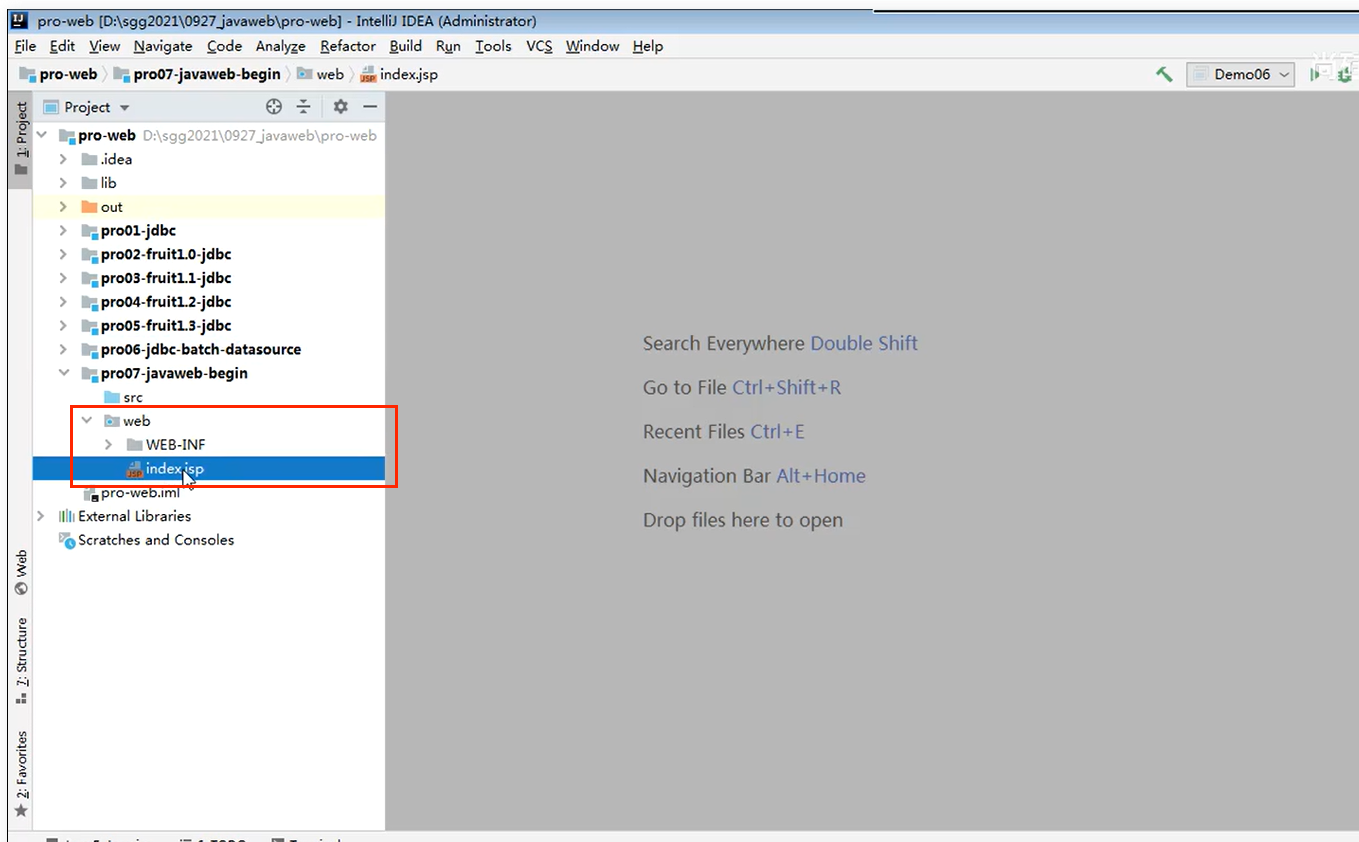 pro-web [D:\sgg2021\0927_javaweb\pro-web] - IntelliJ IDEA (Administrator)
File Edit View Navigate Code Analyze Refactor Build Run Tools VCS Window Help
pro-web pro07-javaweb-begin web index.jsp Demo06
Project
1: Project
pro-web D:\sgg2021\0927_javaweb\pro-web
.idea
lib
out
pro01-jdbc
pro02-fruit1.0-jdbc
pro03-fruit1.1-jdbc
pro04-fruit1.2-jdbc
pro05-fruit1.3-jdbc
pro06-jdbc-batch-datasource
pro07-javaweb-begin
src
web
WEB-INF
JSP index.jsp
pro-web.iml
External Libraries
Scratches and Consoles
Web
7: Structure
2: Favorites
Search Everywhere Double Shift
Go to File Ctrl+Shift+R
Recent Files Ctrl+E
Navigation Bar Alt+Home
Drop files here to open